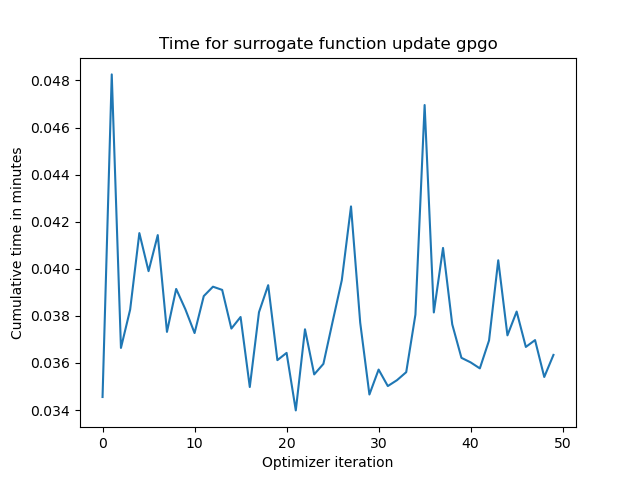 Time for surrogate function update gpgo
0.048
0.046
0.044
0.042
0.040
0.038
0.036
0.034
Cumulative time in minutes
0 10 20 30 40 50
Optimizer iteration